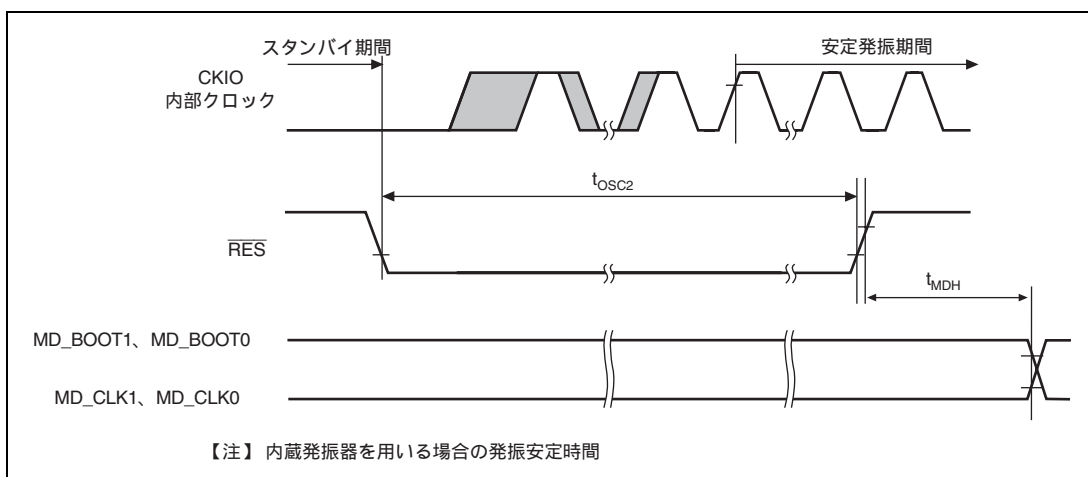 スタンバイ期間
安定発振期間
CKIO
内部クロック
tOSC2
RES
tMDH
MD_BOOT1、MD_BOOT0
MD_CLK1、MD_CLK0
【注】 内蔵発振器を用いる場合の発振安定時間